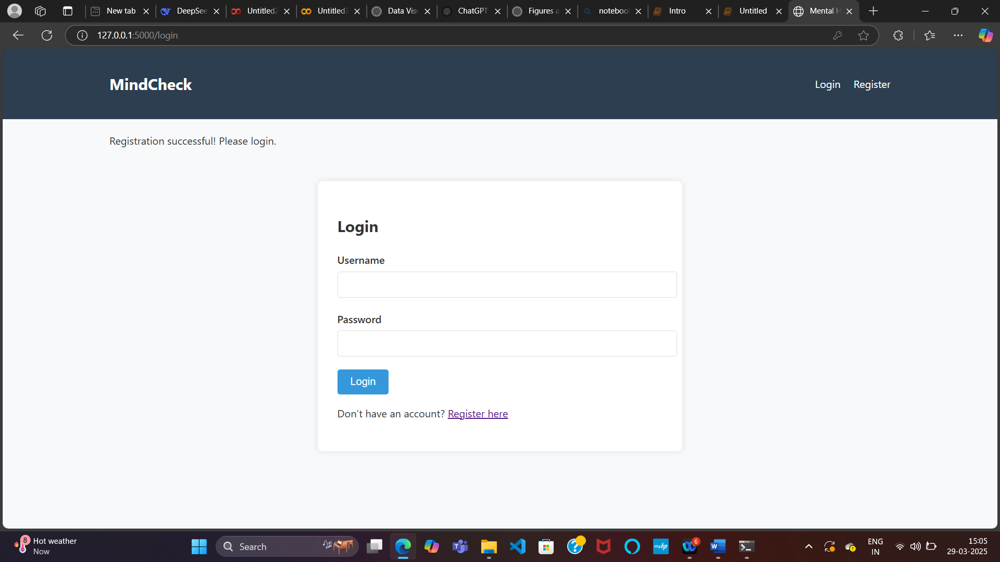 New tab
DeepSee
Untitled2
Untitled3
Data Visu
ChatGPT
Figures a
notebook
Intro
Untitled
Mental H
127.0.0.1:5000/login
MindCheck
Login
Register
Registration successful! Please login.
Login
Username
Password
Login
Don't have an account? Register here
8
Hot weather
Now
Search
T
myhp
6
W
ENG
IN
15:05
29-03-2025